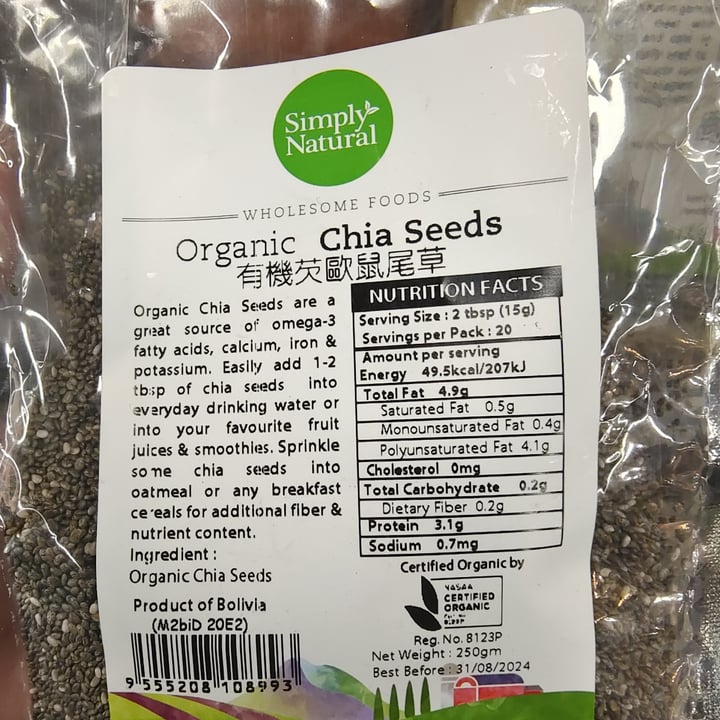 Simply
Natural
WHOLESOME FOODS
Organic Chia Seeds
有機芡歐鼠尾草
Organic Chia Seeds are a
great source of omega-3
fatty acids, calcium, iron &
potassium. Easily add 1-2
tbsp of chia seeds into
everyday drinking water or
into your favourite fruit
juices & smoothies. Sprinkle
some chia seeds into
oatmeal or any breakfast
cereals for additional fiber &
nutrient content.
Ingredient :
Organic Chia Seeds
Product of Bolivia
(M2biD 20E2)
9 555208 108993
NUTRITION FACTS
Serving Size : 2 tbsp (15g)
Servings per Pack : 20
Amount per serving
Energy 49.5kcal/207kJ
Total Fat 4.9g
Saturated Fat 0.5g
Monounsaturated Fat 0.4g
Polyunsaturated Fat 4.1g
Cholesterol 0mg
Total Carbohydrate 0.2g
Dietary Fiber 0.2g
Protein 3.1g
Sodium 0.7mg
Certified Organic by
NASAA
CERTIFIED
ORGANIC
Reg. No. 8123P
Net Weight : 250gm
Best Before : 31/08/2024